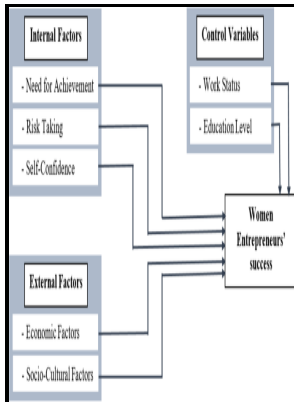 Internal Factors
- Need for Achievement
- Risk Taking
- Self-Confidence
Control Variables
- Work Status
- Education Level
Women
Entrepreneurs'
success
External Factors
- Economic Factors
- Socio-Cultural Factors